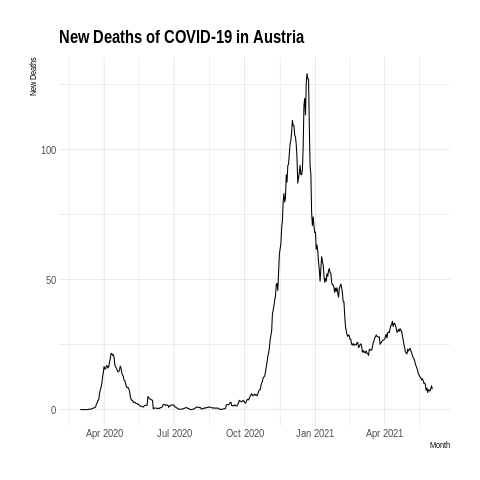 New Deaths of COVID-19 in Austria
New Deaths
100
50
0
Apr 2020 Jul 2020 Oct 2020 Jan 2021 Apr 2021
Month